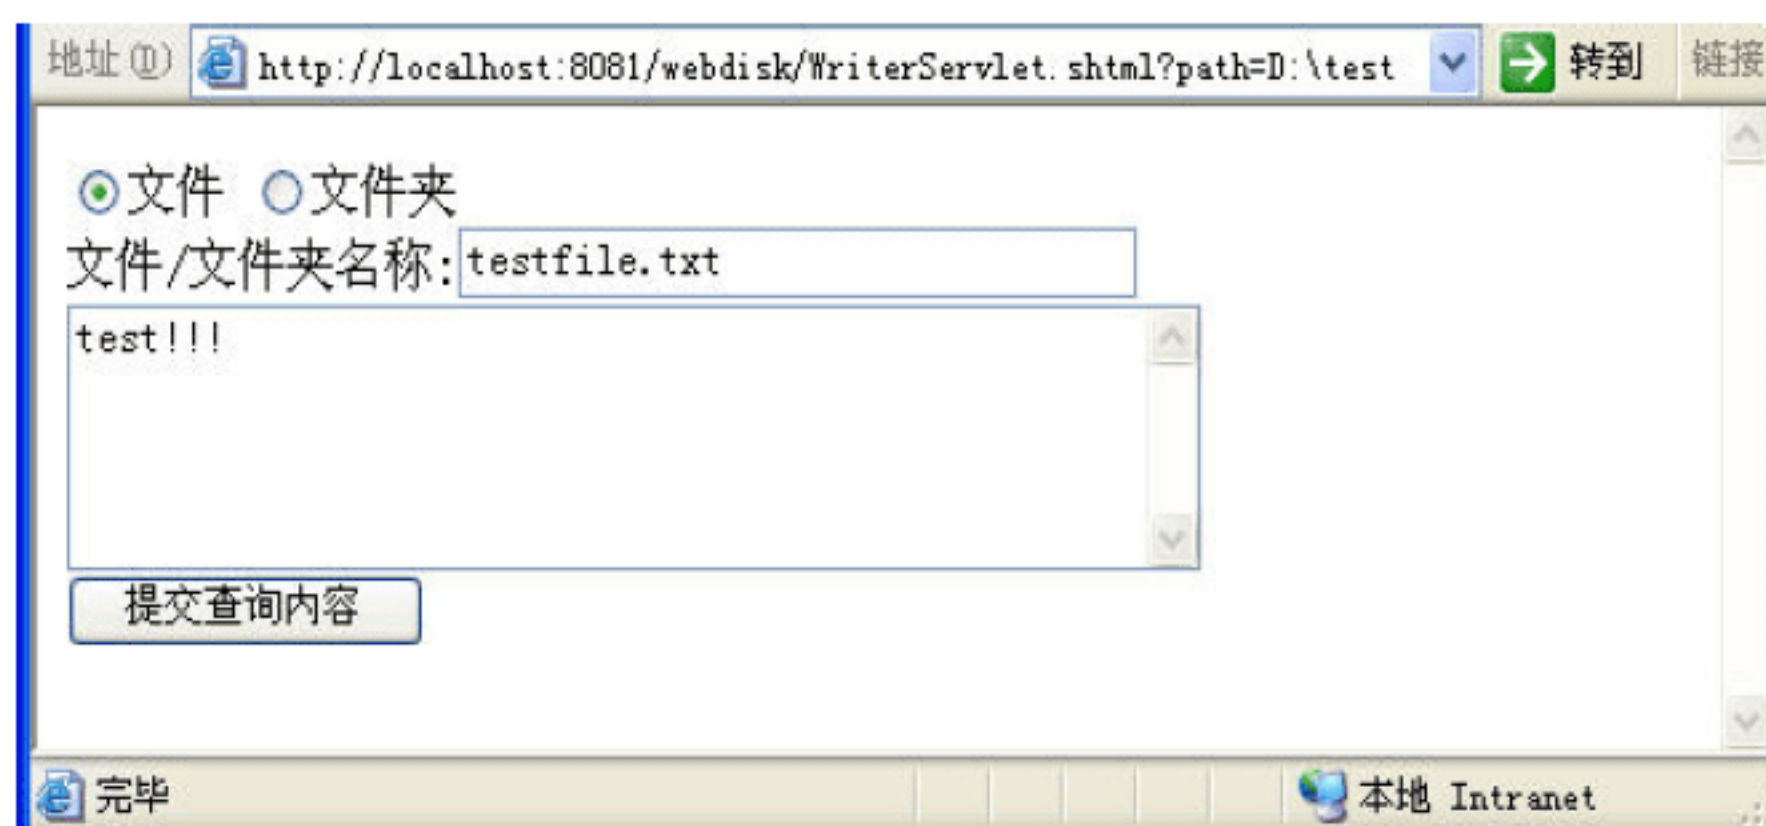 地址(D) http://localhost:8081/webdisk/WriterServlet.shtml?path=D:\test 转到 链接
文件 文件夹
文件/文件夹名称: testfile.txt
test!!!
提交查询内容
完毕 本地 Intranet